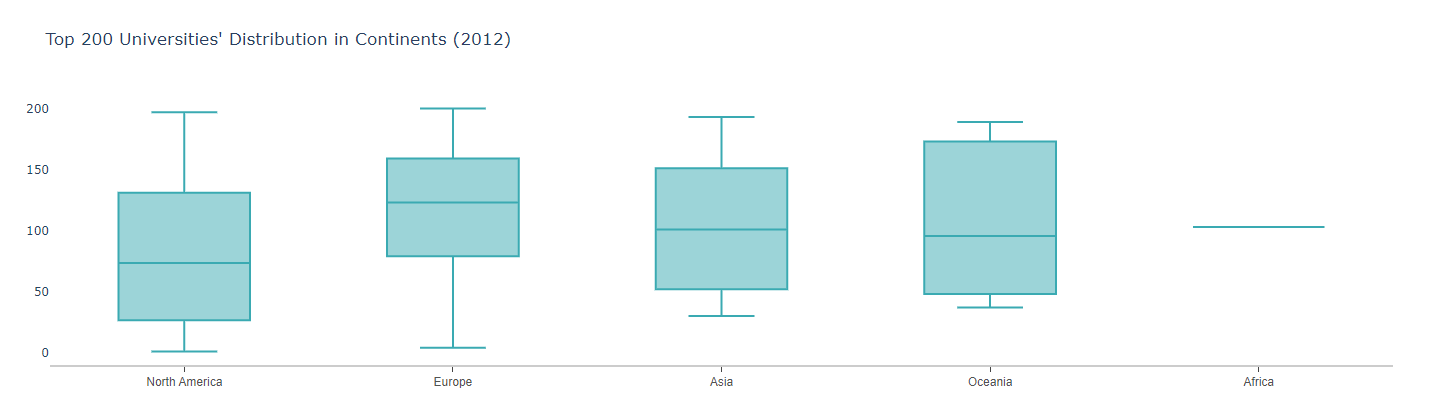 Top 200 Universities' Distribution in Continents (2012)
200
150
100
50
0
North America
Europe
Asia
Oceania
Africa